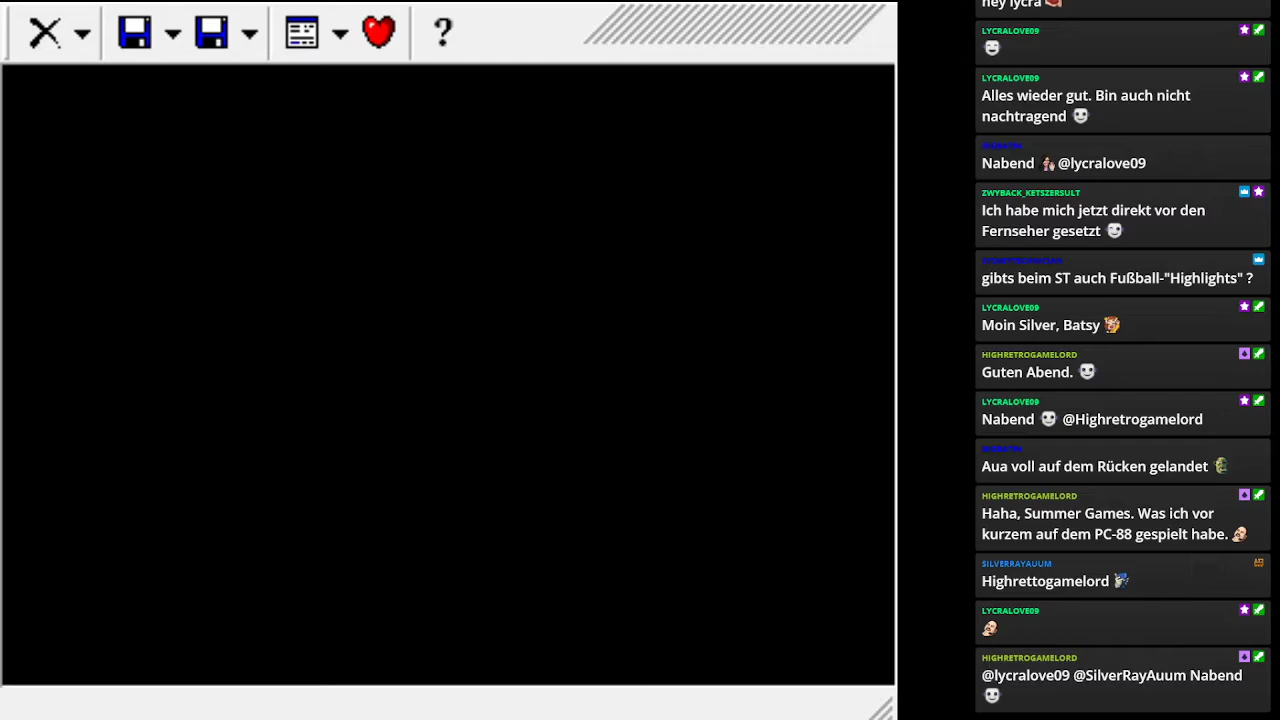 ?
hey lycra
LYCRALOVE09
LYCRALOVE09
Alles wieder gut. Bin auch nicht
nachtragend
Nabend @lycralove09
ZWYBACK_KETSZERSULT
Ich habe mich jetzt direkt vor den
Fernseher gesetzt
gibts beim ST auch Fußball-"Highlights" ?
LYCRALOVE09
Moin Silver, Batsy
HIGHRETROGAMELORD
Guten Abend.
LYCRALOVE09
Nabend @Highretrogamelord
Aua voll auf dem Rücken gelandet
HIGHRETROGAMELORD
Haha, Summer Games. Was ich vor
kurzem auf dem PC-88 gespielt habe.
SILVERRAYAUUM
Highrettogamelord
LYCRALOVE09
HIGHRETROGAMELORD
@lycralove09 @SilverRayAuum Nabend